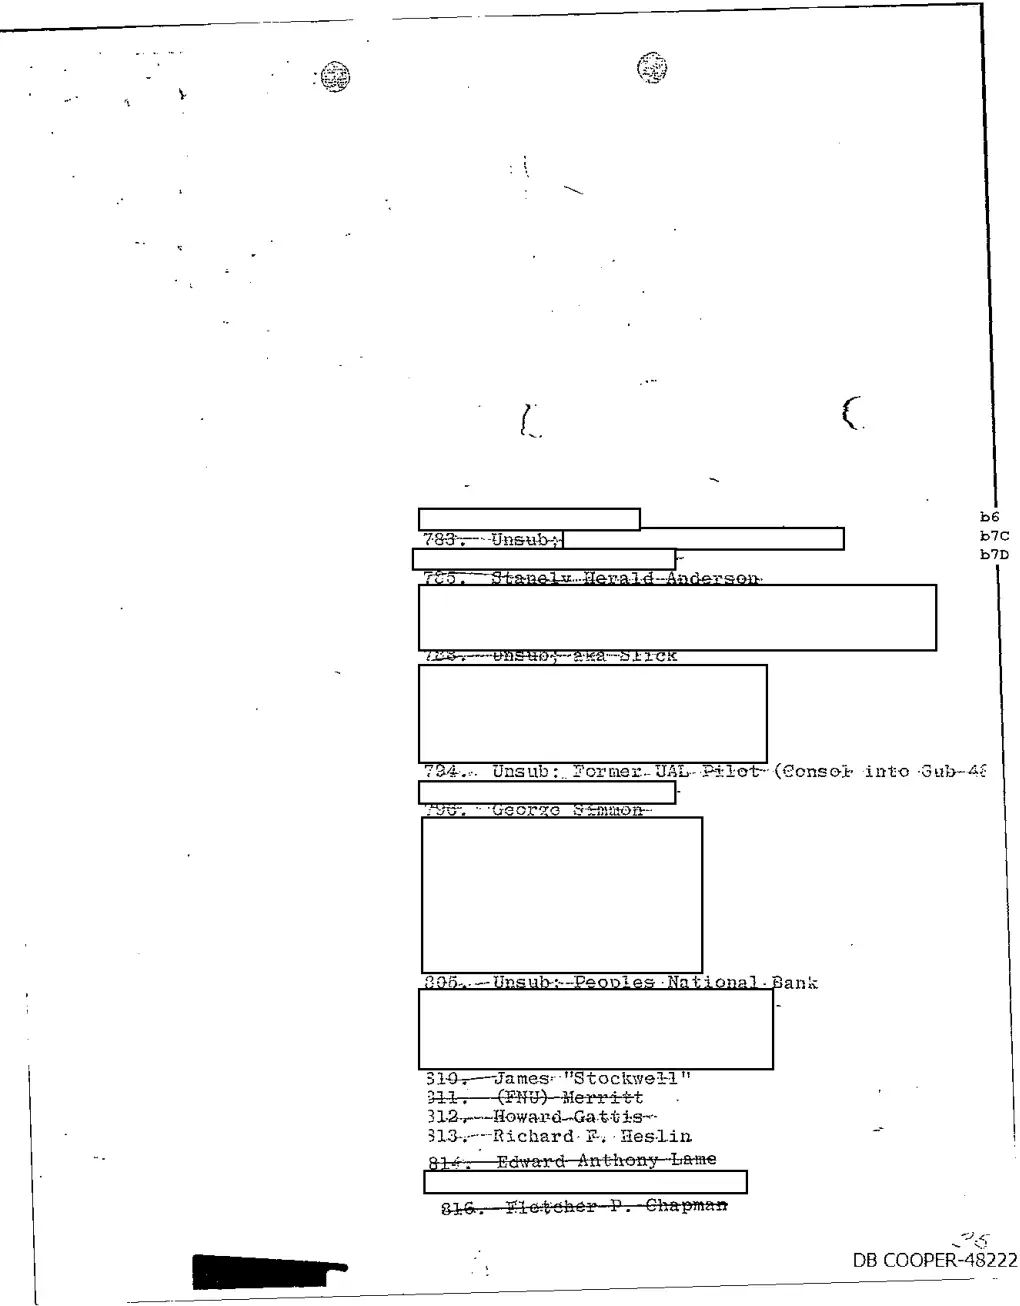 b6
783. Unsub;
b7C
b7D
785. Stanely Herald Anderson
788. Unsub; aka Slick
794. Unsub: Former UAL Pilot (Consol into Sub-48
796. George Simmon
805. Unsub: Peoples National Bank
810. James "Stockwell"
811. (FNU) Merritt
812. Howard Gattis
813. Richard F. Heslin
814. Edward Anthony Lame
816. Fletcher P. Chapman
DB COOPER-48222